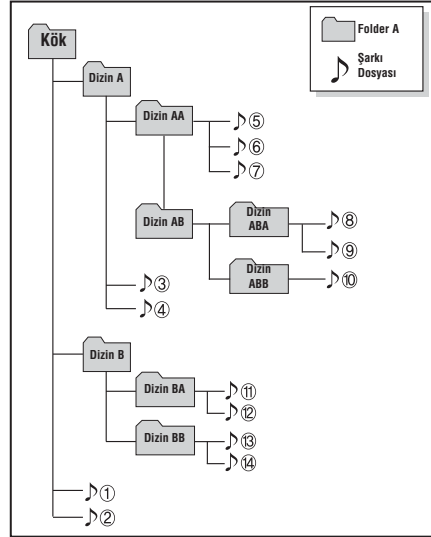 Kök
Folder A
Şarkı
Dosyası
Dizin A
Dizin AA
⑤
⑥
⑦
Dizin AB
Dizin
ABA
⑧
⑨
Dizin
ABB
⑩
③
④
Dizin B
Dizin BA
⑪
⑫
Dizin BB
⑬
⑭
①
②